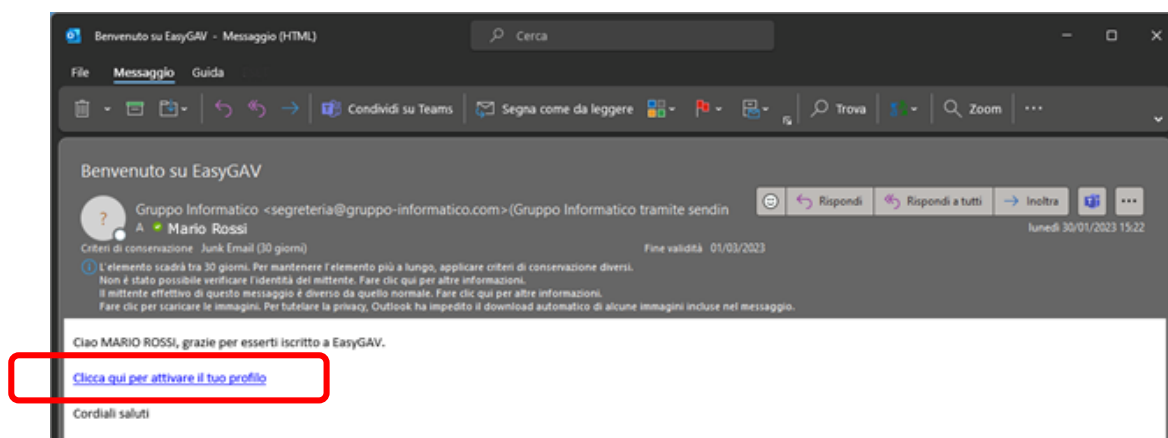 Benvenuto su EasyGAV - Messaggio (HTML)
Cerca
File Messaggio Guida
Condividi su Teams Segna come da leggere Trova Zoom
Benvenuto su EasyGAV
Gruppo Informatico <segreteria@gruppo-informatico.com>(Gruppo Informatico tramite sendin
Rispondi Rispondi a tutti Inoltra
A Mario Rossi
lunedì 30/01/2023 15:22
Criteri di conservazione Junk Email (30 giorni) Fine validità 01/03/2023
L'elemento scadrà tra 30 giorni. Per mantenere l'elemento più a lungo, applicare criteri di conservazione diversi.
Non è stato possibile verificare l'identità del mittente. Fare clic qui per altre informazioni.
Il mittente effettivo di questo messaggio è diverso da quello normale. Fare clic qui per altre informazioni.
Fare clic per scaricare le immagini. Per tutelare la privacy, Outlook ha impedito il download automatico di alcune immagini incluse nel messaggio.
Ciao MARIO ROSSI, grazie per esserti iscritto a EasyGAV.
Clicca qui per attivare il tuo profilo
Cordiali saluti